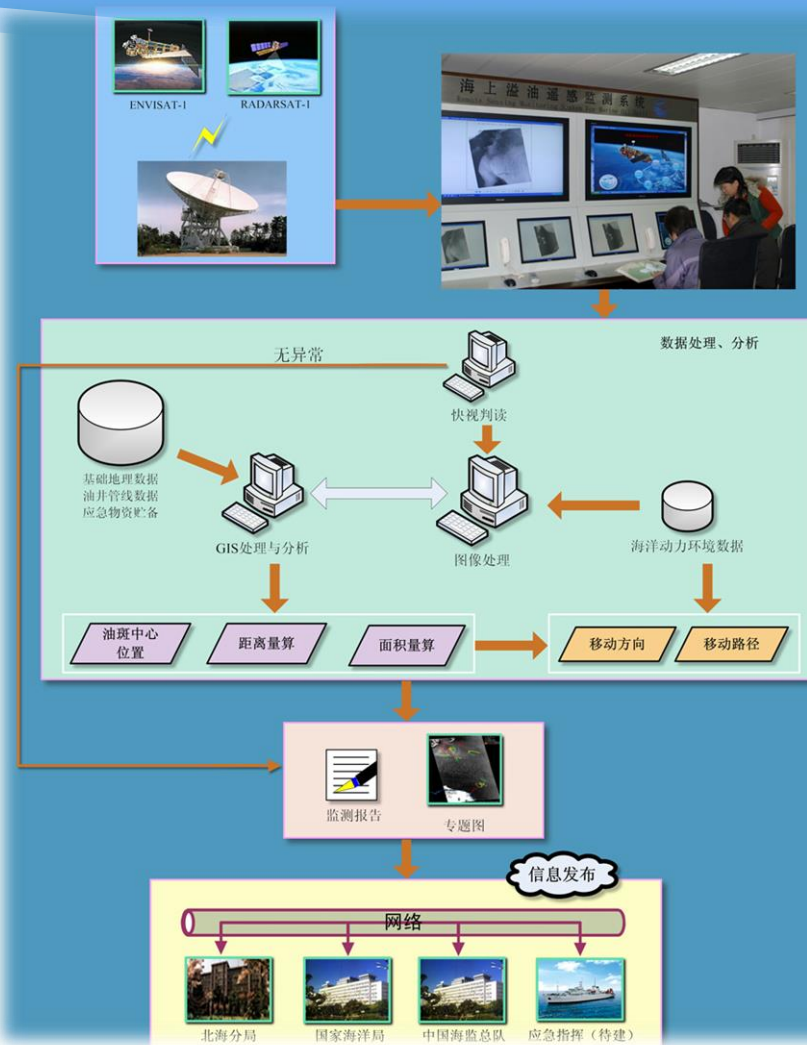 ENVISAT-1
RADARSAT-1
海上溢油遥感监测系统
数据处理、分析
无异常
快视判读
基础地理数据
油井管线数据
应急物资贮备
GIS处理与分析
图像处理
海洋动力环境数据
油斑中心
位置
距离量算
面积量算
移动方向
移动路径
监测报告
专题图
信息发布
网络
北海分局
国家海洋局
中国海监总队
应急指挥（待建）